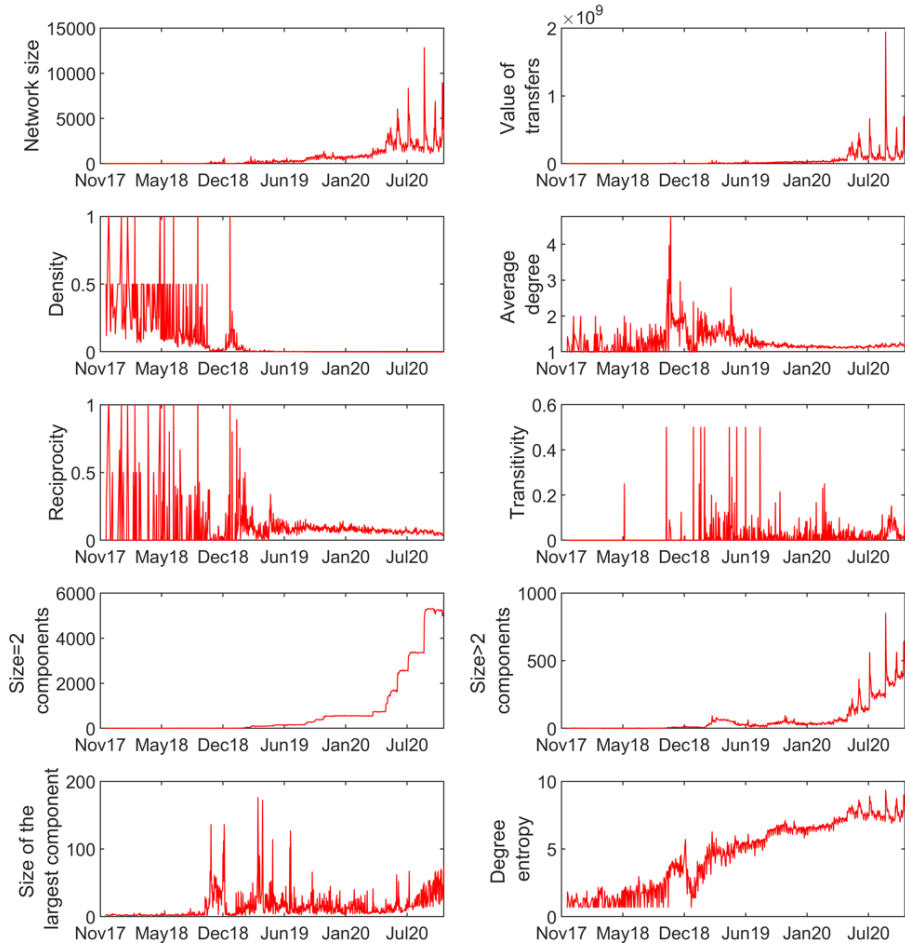 Network size
15000
10000
5000
0
Nov17 May18 Dec18 Jun19 Jan20 Jul20
Value of
transfers
× 10⁹
2
1
0
Nov17 May18 Dec18 Jun19 Jan20 Jul20
Density
1
0.5
0
Nov17 May18 Dec18 Jun19 Jan20 Jul20
Average
degree
4
3
2
1
Nov17 May18 Dec18 Jun19 Jan20 Jul20
Reciprocity
1
0.5
0
Nov17 May18 Dec18 Jun19 Jan20 Jul20
Transitivity
0.6
0.4
0.2
0
Nov17 May18 Dec18 Jun19 Jan20 Jul20
Size=2
components
6000
4000
2000
0
Nov17 May18 Dec18 Jun19 Jan20 Jul20
Size>2
components
1000
500
0
Nov17 May18 Dec18 Jun19 Jan20 Jul20
Size of the
largest component
200
100
0
Nov17 May18 Dec18 Jun19 Jan20 Jul20
Degree
entropy
10
5
0
Nov17 May18 Dec18 Jun19 Jan20 Jul20